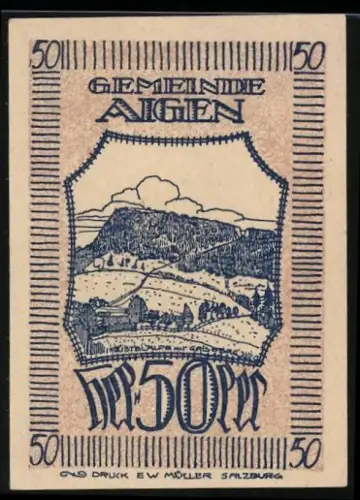 50 50
GEMEINDE
AIGEN
Hel- 50 ler
50 50
DRUCK E W MÜLLER SALZBURG